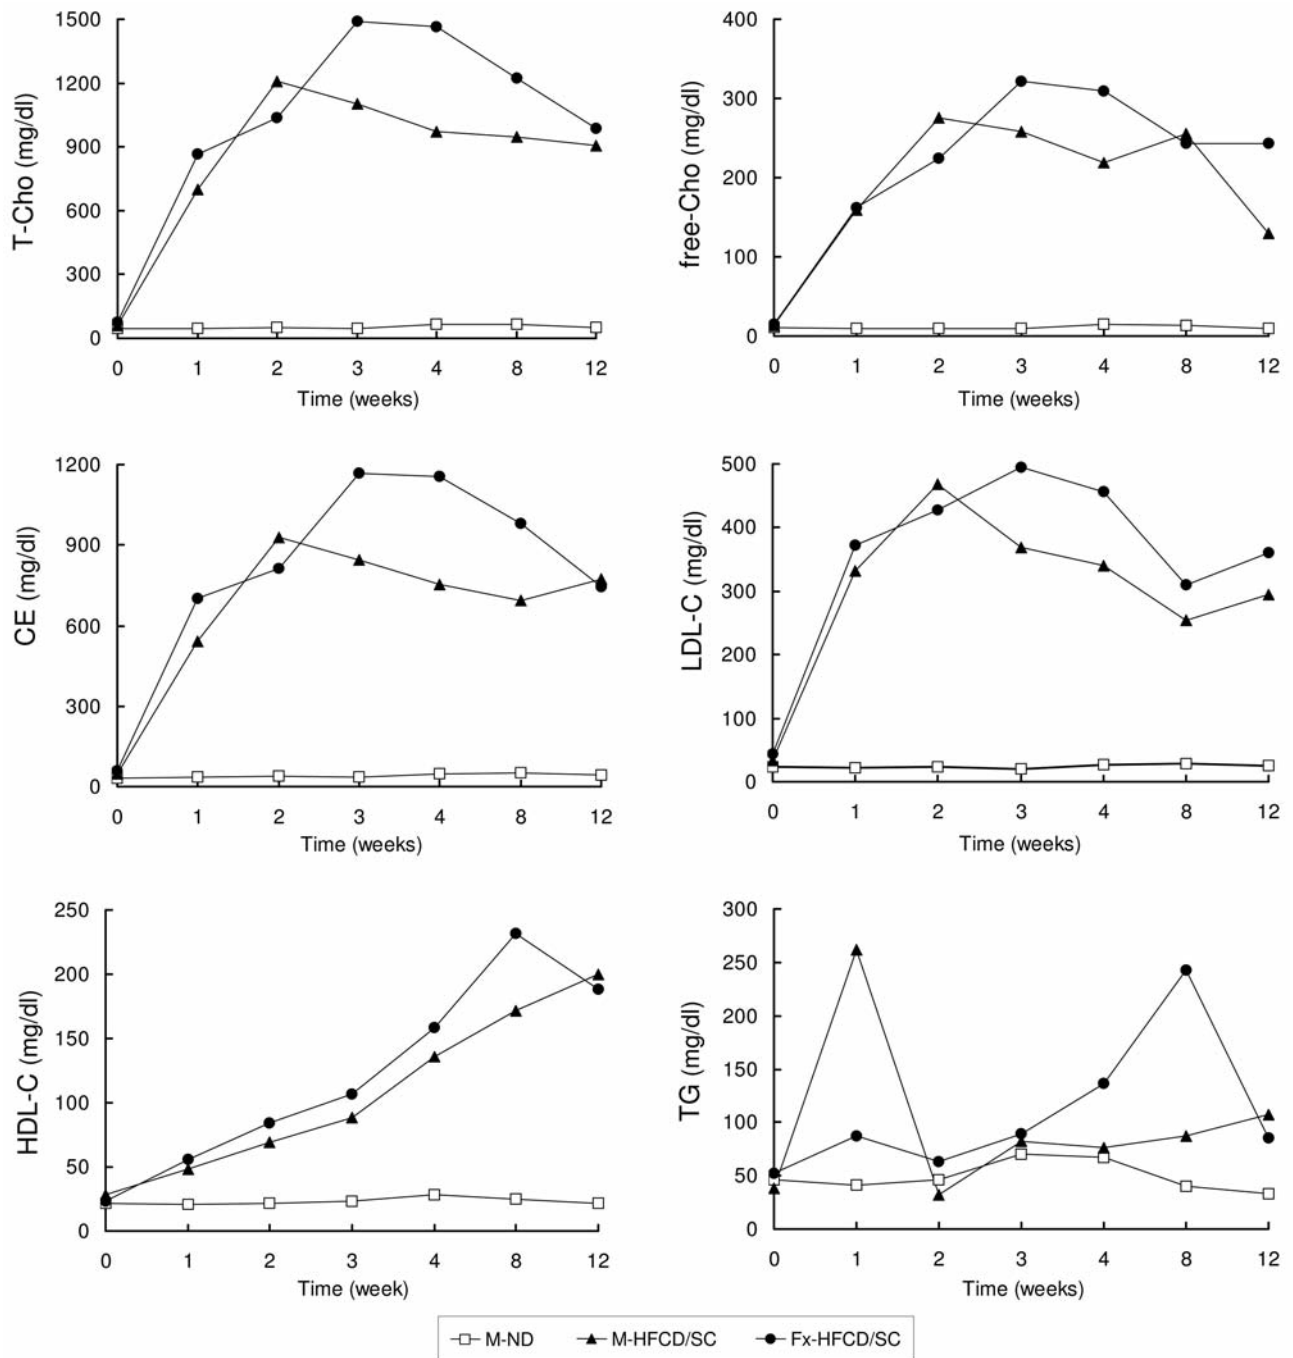 T-Cho (mg/dl)
1500
1200
900
600
300
0
0 1 2 3 4 8 12
Time (weeks)
free-Cho (mg/dl)
400
300
200
100
0
0 1 2 3 4 8 12
Time (weeks)
CE (mg/dl)
1200
900
600
300
0
0 1 2 3 4 8 12
Time (weeks)
LDL-C (mg/dl)
500
400
300
200
100
0
0 1 2 3 4 8 12
Time (weeks)
HDL-C (mg/dl)
250
200
150
100
50
0
0 1 2 3 4 8 12
Time (week)
TG (mg/dl)
300
250
200
150
100
50
0
0 1 2 3 4 8 12
Time (weeks)
M-ND M-HFCD/SC Fx-HFCD/SC